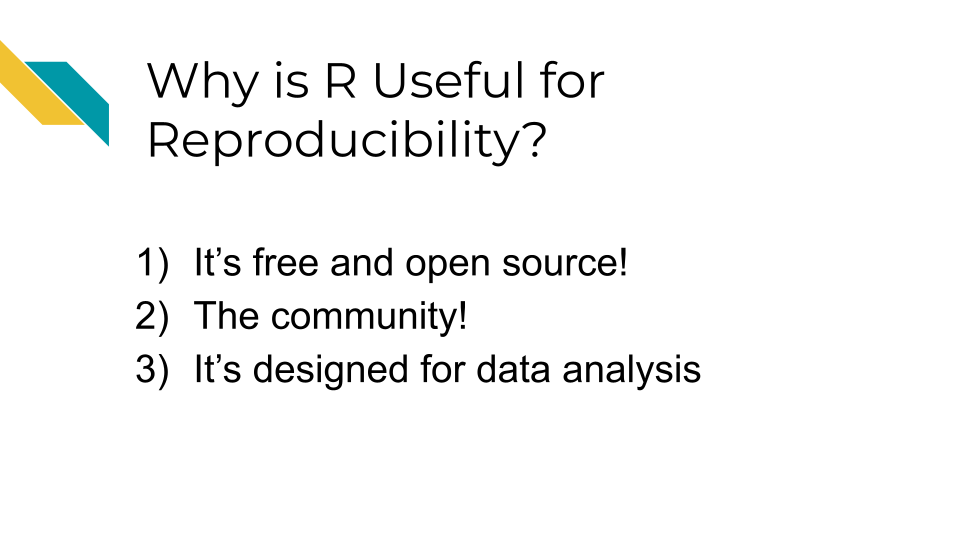 Why is R Useful for
Reproducibility?
1) It’s free and open source!
2) The community!
3) It’s designed for data analysis